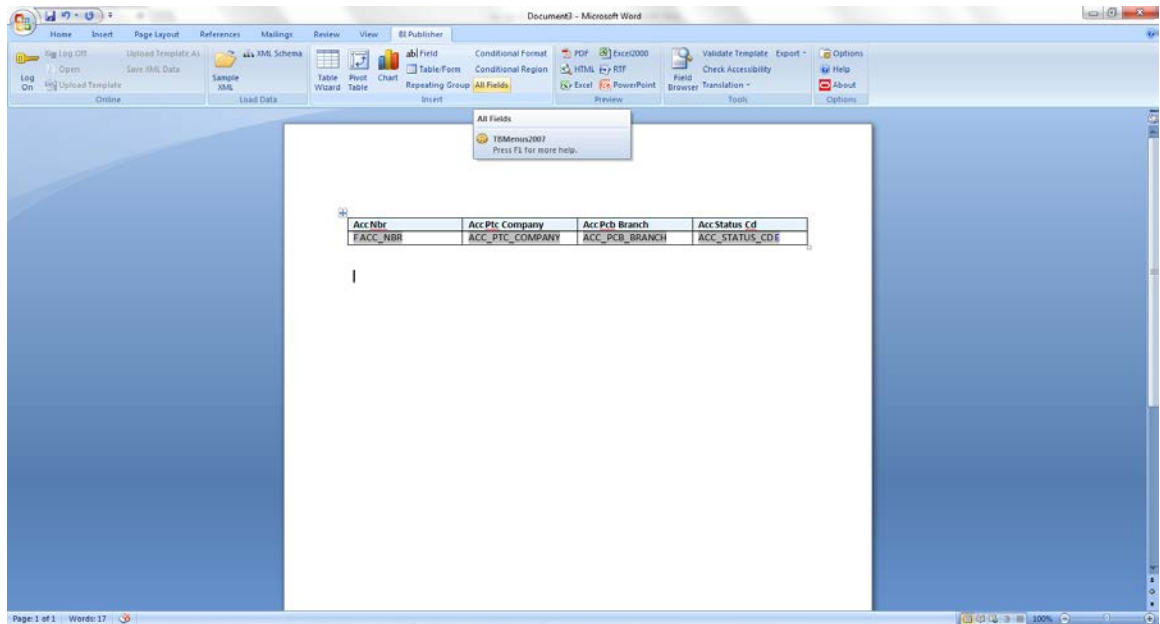 Document3 - Microsoft Word
Home Insert Page Layout References Mailings Review View BI Publisher
Log Off Upload Template As XML Schema ab Field Conditional Format PDF Excel2000 Validate Template Export
Open Save XML Data Table/Form Conditional Region HTML RTF Check Accessibility Options Help
Log On Upload Template Sample XML Table Wizard Pivot Table Chart Repeating Group All Fields Excel PowerPoint Field Browser Translation About
Online Load Data Insert Preview Tools Options
All Fields
TBMenus2007
Press F1 for more help.
Acc Nbr Acc Ptc Company Acc Pcb Branch Acc Status Cd
FACC_NBR ACC_PTC_COMPANY ACC_PCB_BRANCH ACC_STATUS_CDE
Page: 1 of 1 Words: 17 100%